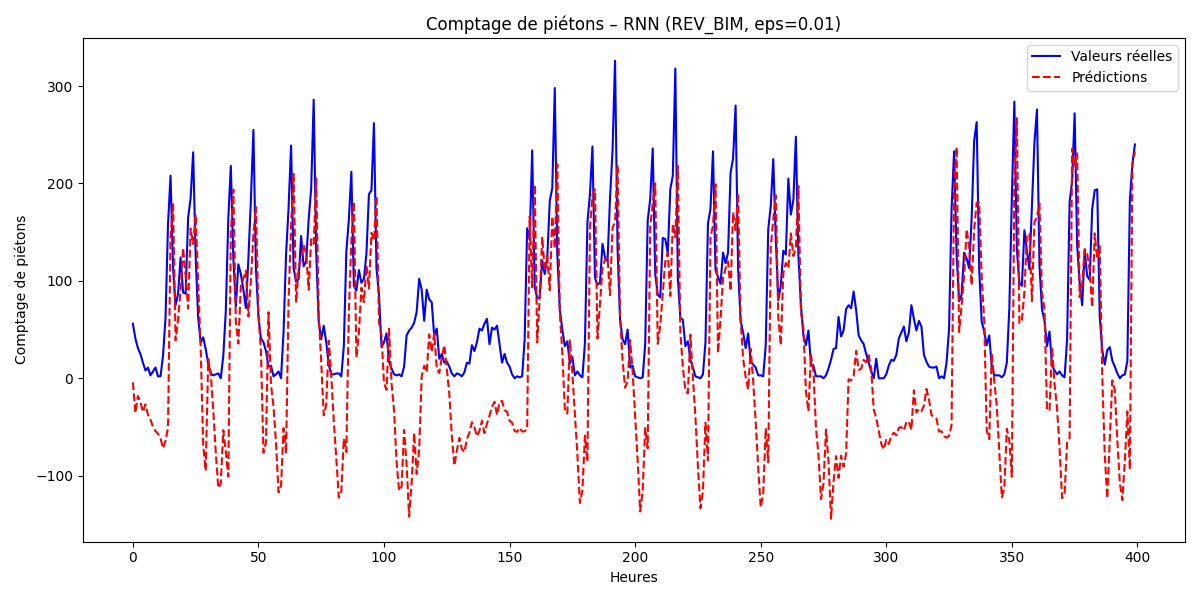 Comptage de piétons – RNN (REV_BIM, eps=0.01)
Valeurs réelles
Prédictions
Comptage de piétons
300
200
100
0
−100
0 50 100 150 200 250 300 350 400
Heures